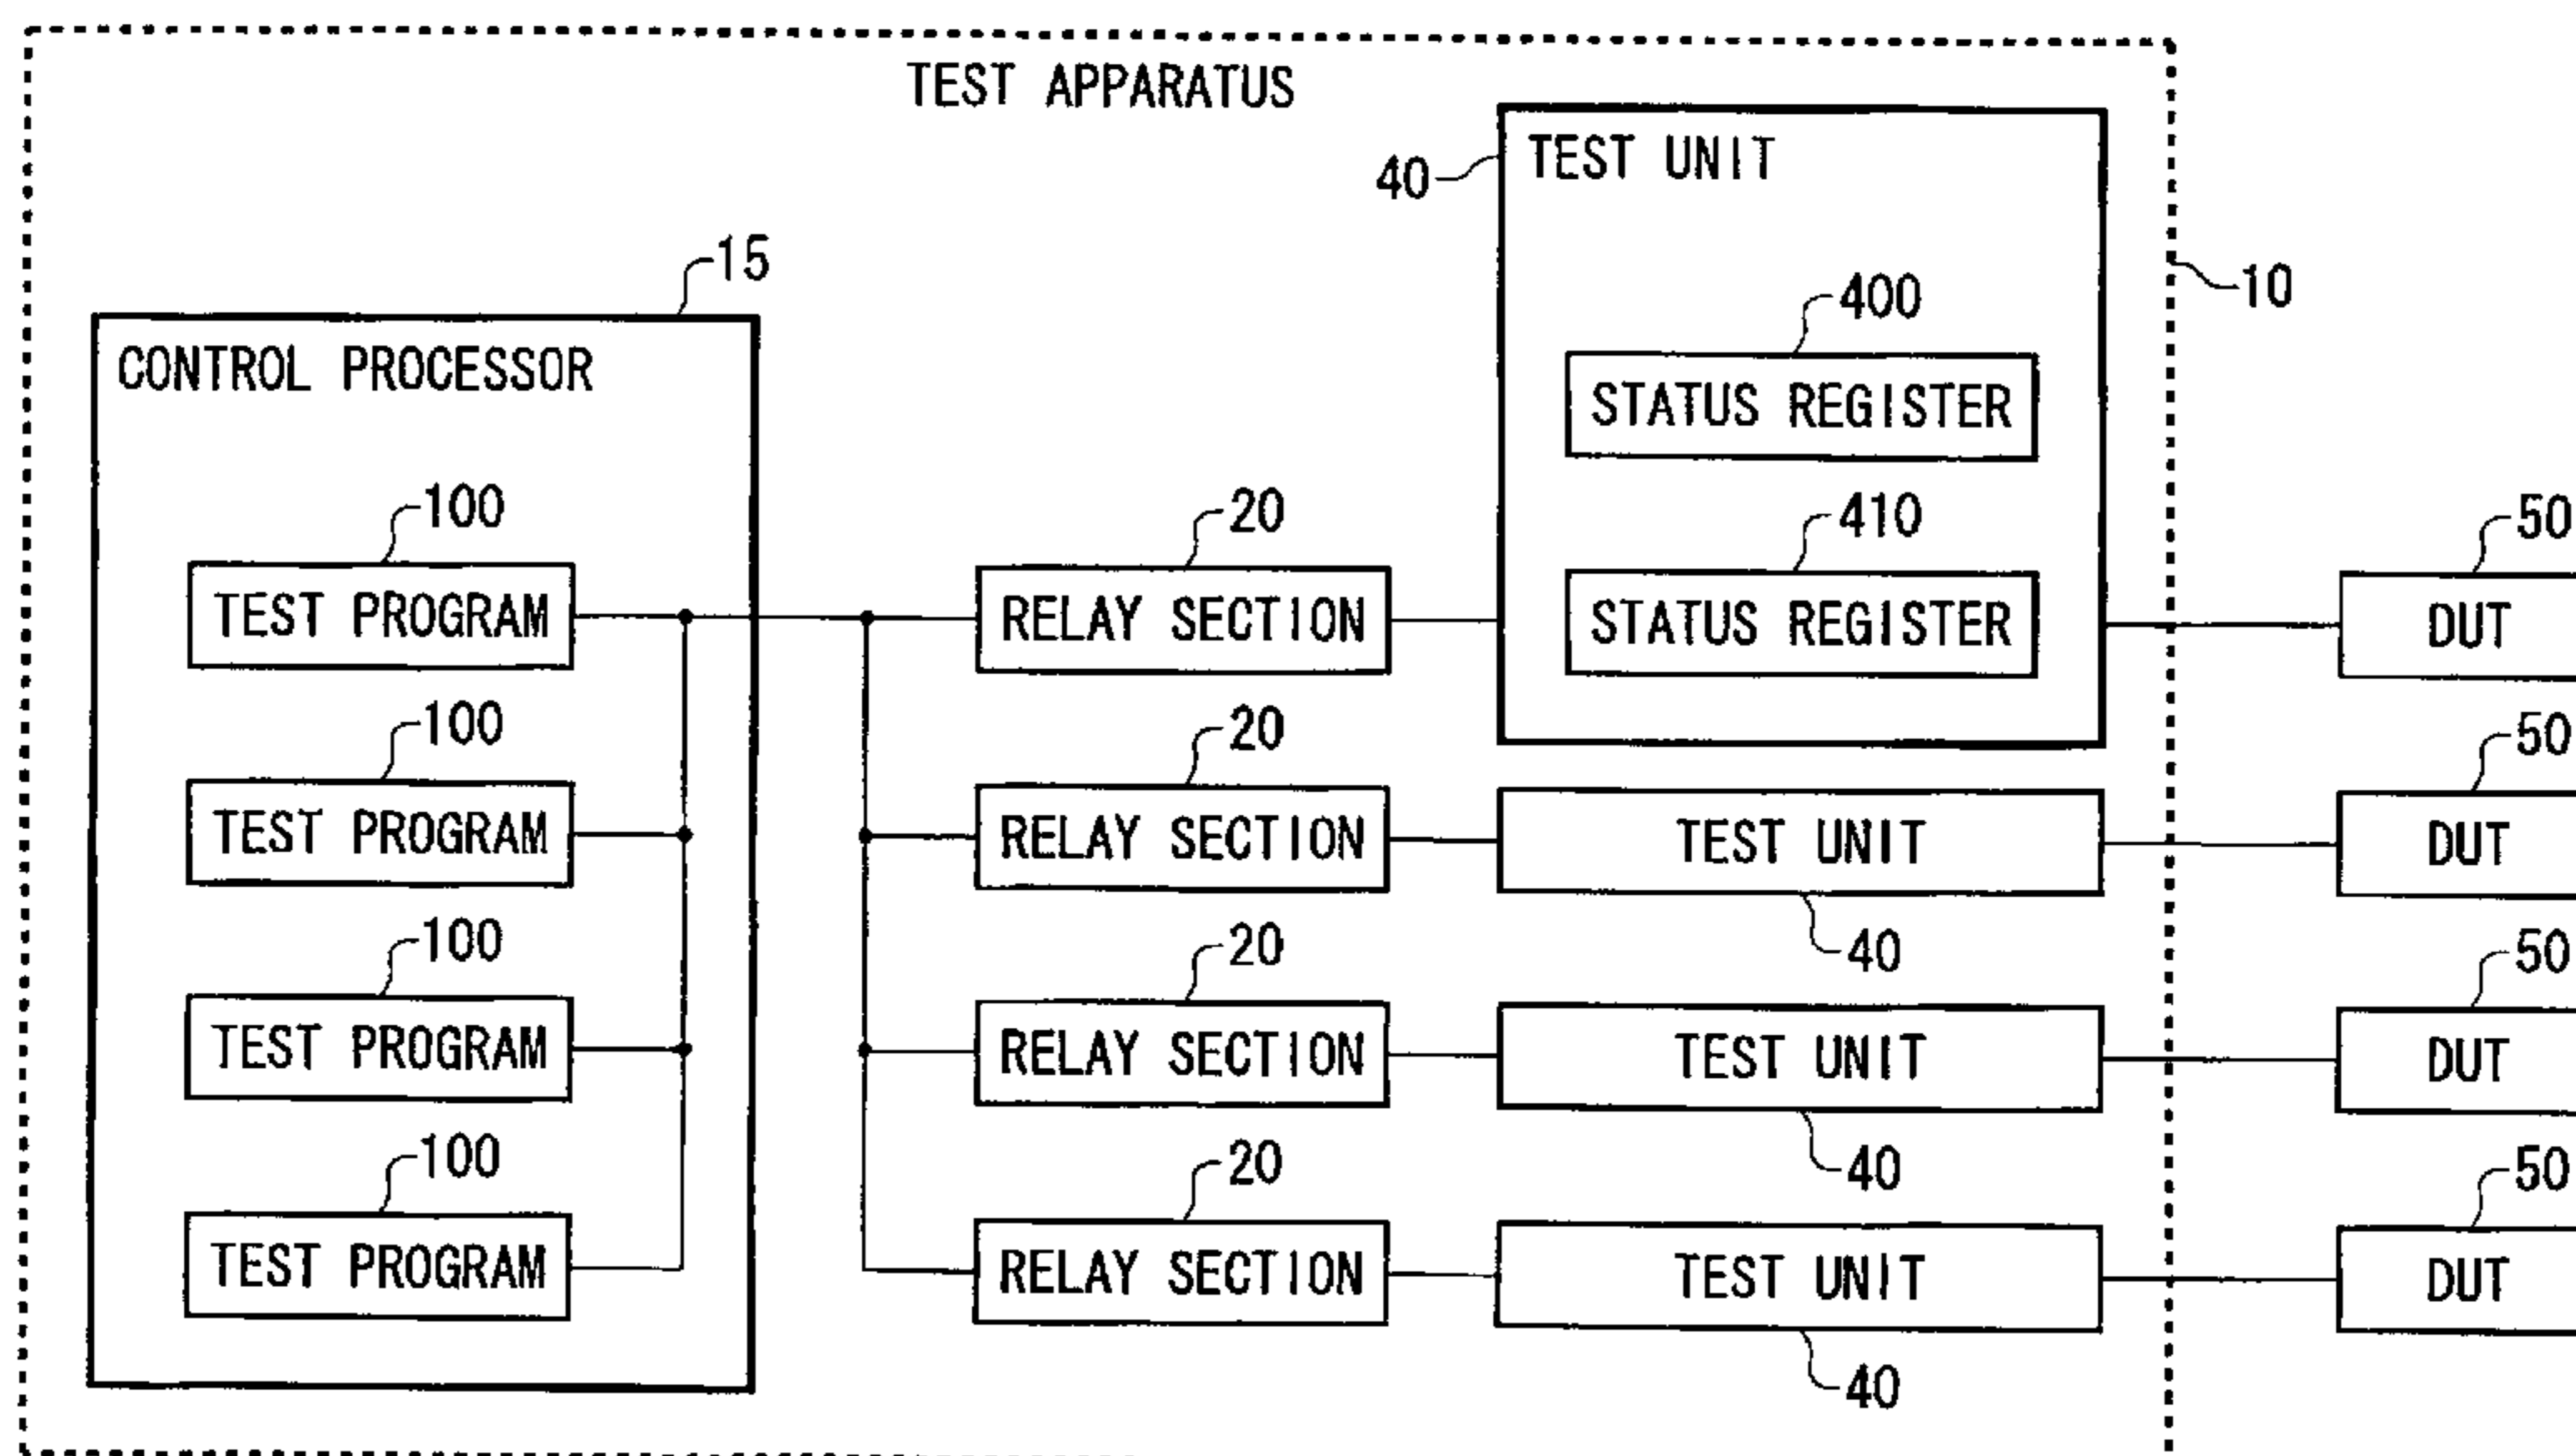 TEST APPARATUS
40
TEST UNIT
15
10
400
CONTROL PROCESSOR
STATUS REGISTER
100
20
410
50
TEST PROGRAM
RELAY SECTION
STATUS REGISTER
DUT
100
20
50
TEST PROGRAM
RELAY SECTION
TEST UNIT
DUT
40
100
20
50
TEST PROGRAM
RELAY SECTION
TEST UNIT
DUT
40
100
20
50
TEST PROGRAM
RELAY SECTION
TEST UNIT
DUT
40